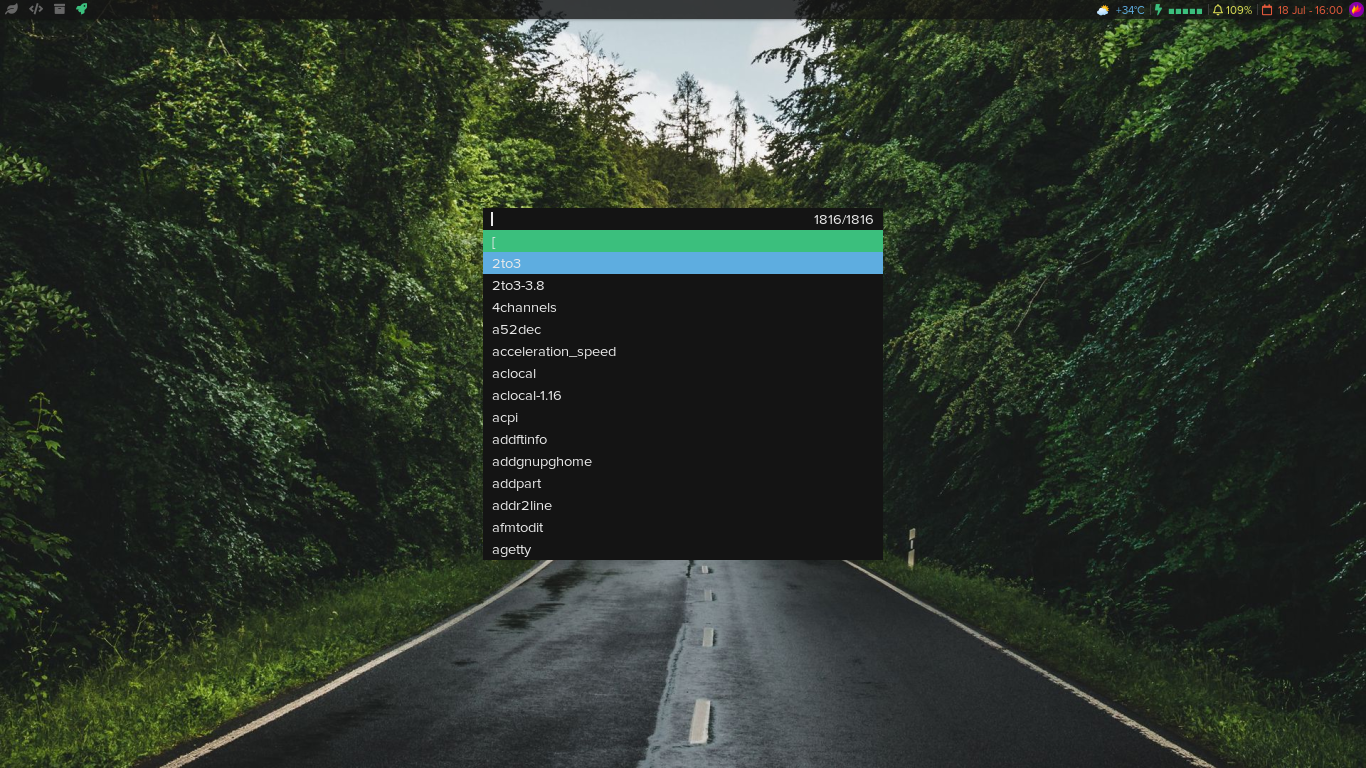 +34°C 109% 18 Jul - 16:00
1816/1816
[
2to3
2to3-3.8
4channels
a52dec
acceleration_speed
aclocal
aclocal-1.16
acpi
addftinfo
addgnupghome
addpart
addr2line
afmtodit
agetty